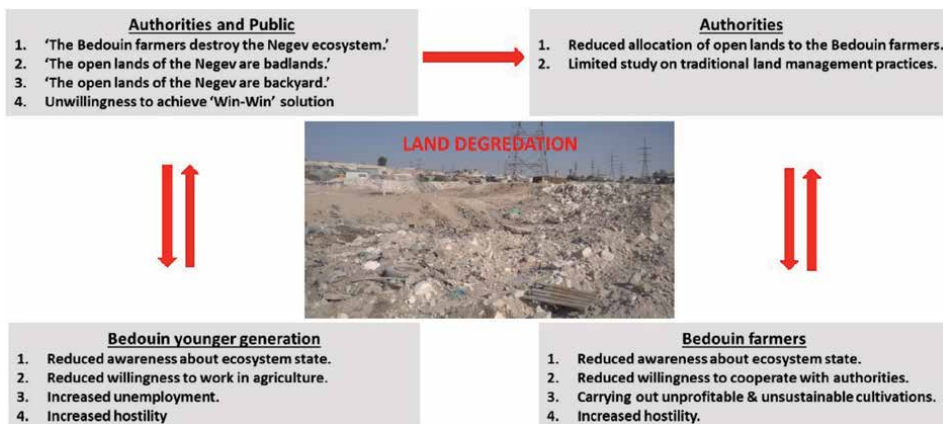 Authorities and Public
1. ‘The Bedouin farmers destroy the Negev ecosystem.’
2. ‘The open lands of the Negev are badlands.’
3. ‘The open lands of the Negev are backyard.’
4. Unwillingness to achieve ‘Win-Win’ solution
Authorities
1. Reduced allocation of open lands to the Bedouin farmers.
2. Limited study on traditional land management practices.
LAND DEGREDATION
Bedouin younger generation
1. Reduced awareness about ecosystem state.
2. Reduced willingness to work in agriculture.
3. Increased unemployment.
4. Increased hostility
Bedouin farmers
1. Reduced awareness about ecosystem state.
2. Reduced willingness to cooperate with authorities.
3. Carrying out unprofitable & unsustainable cultivations.
4. Increased hostility.